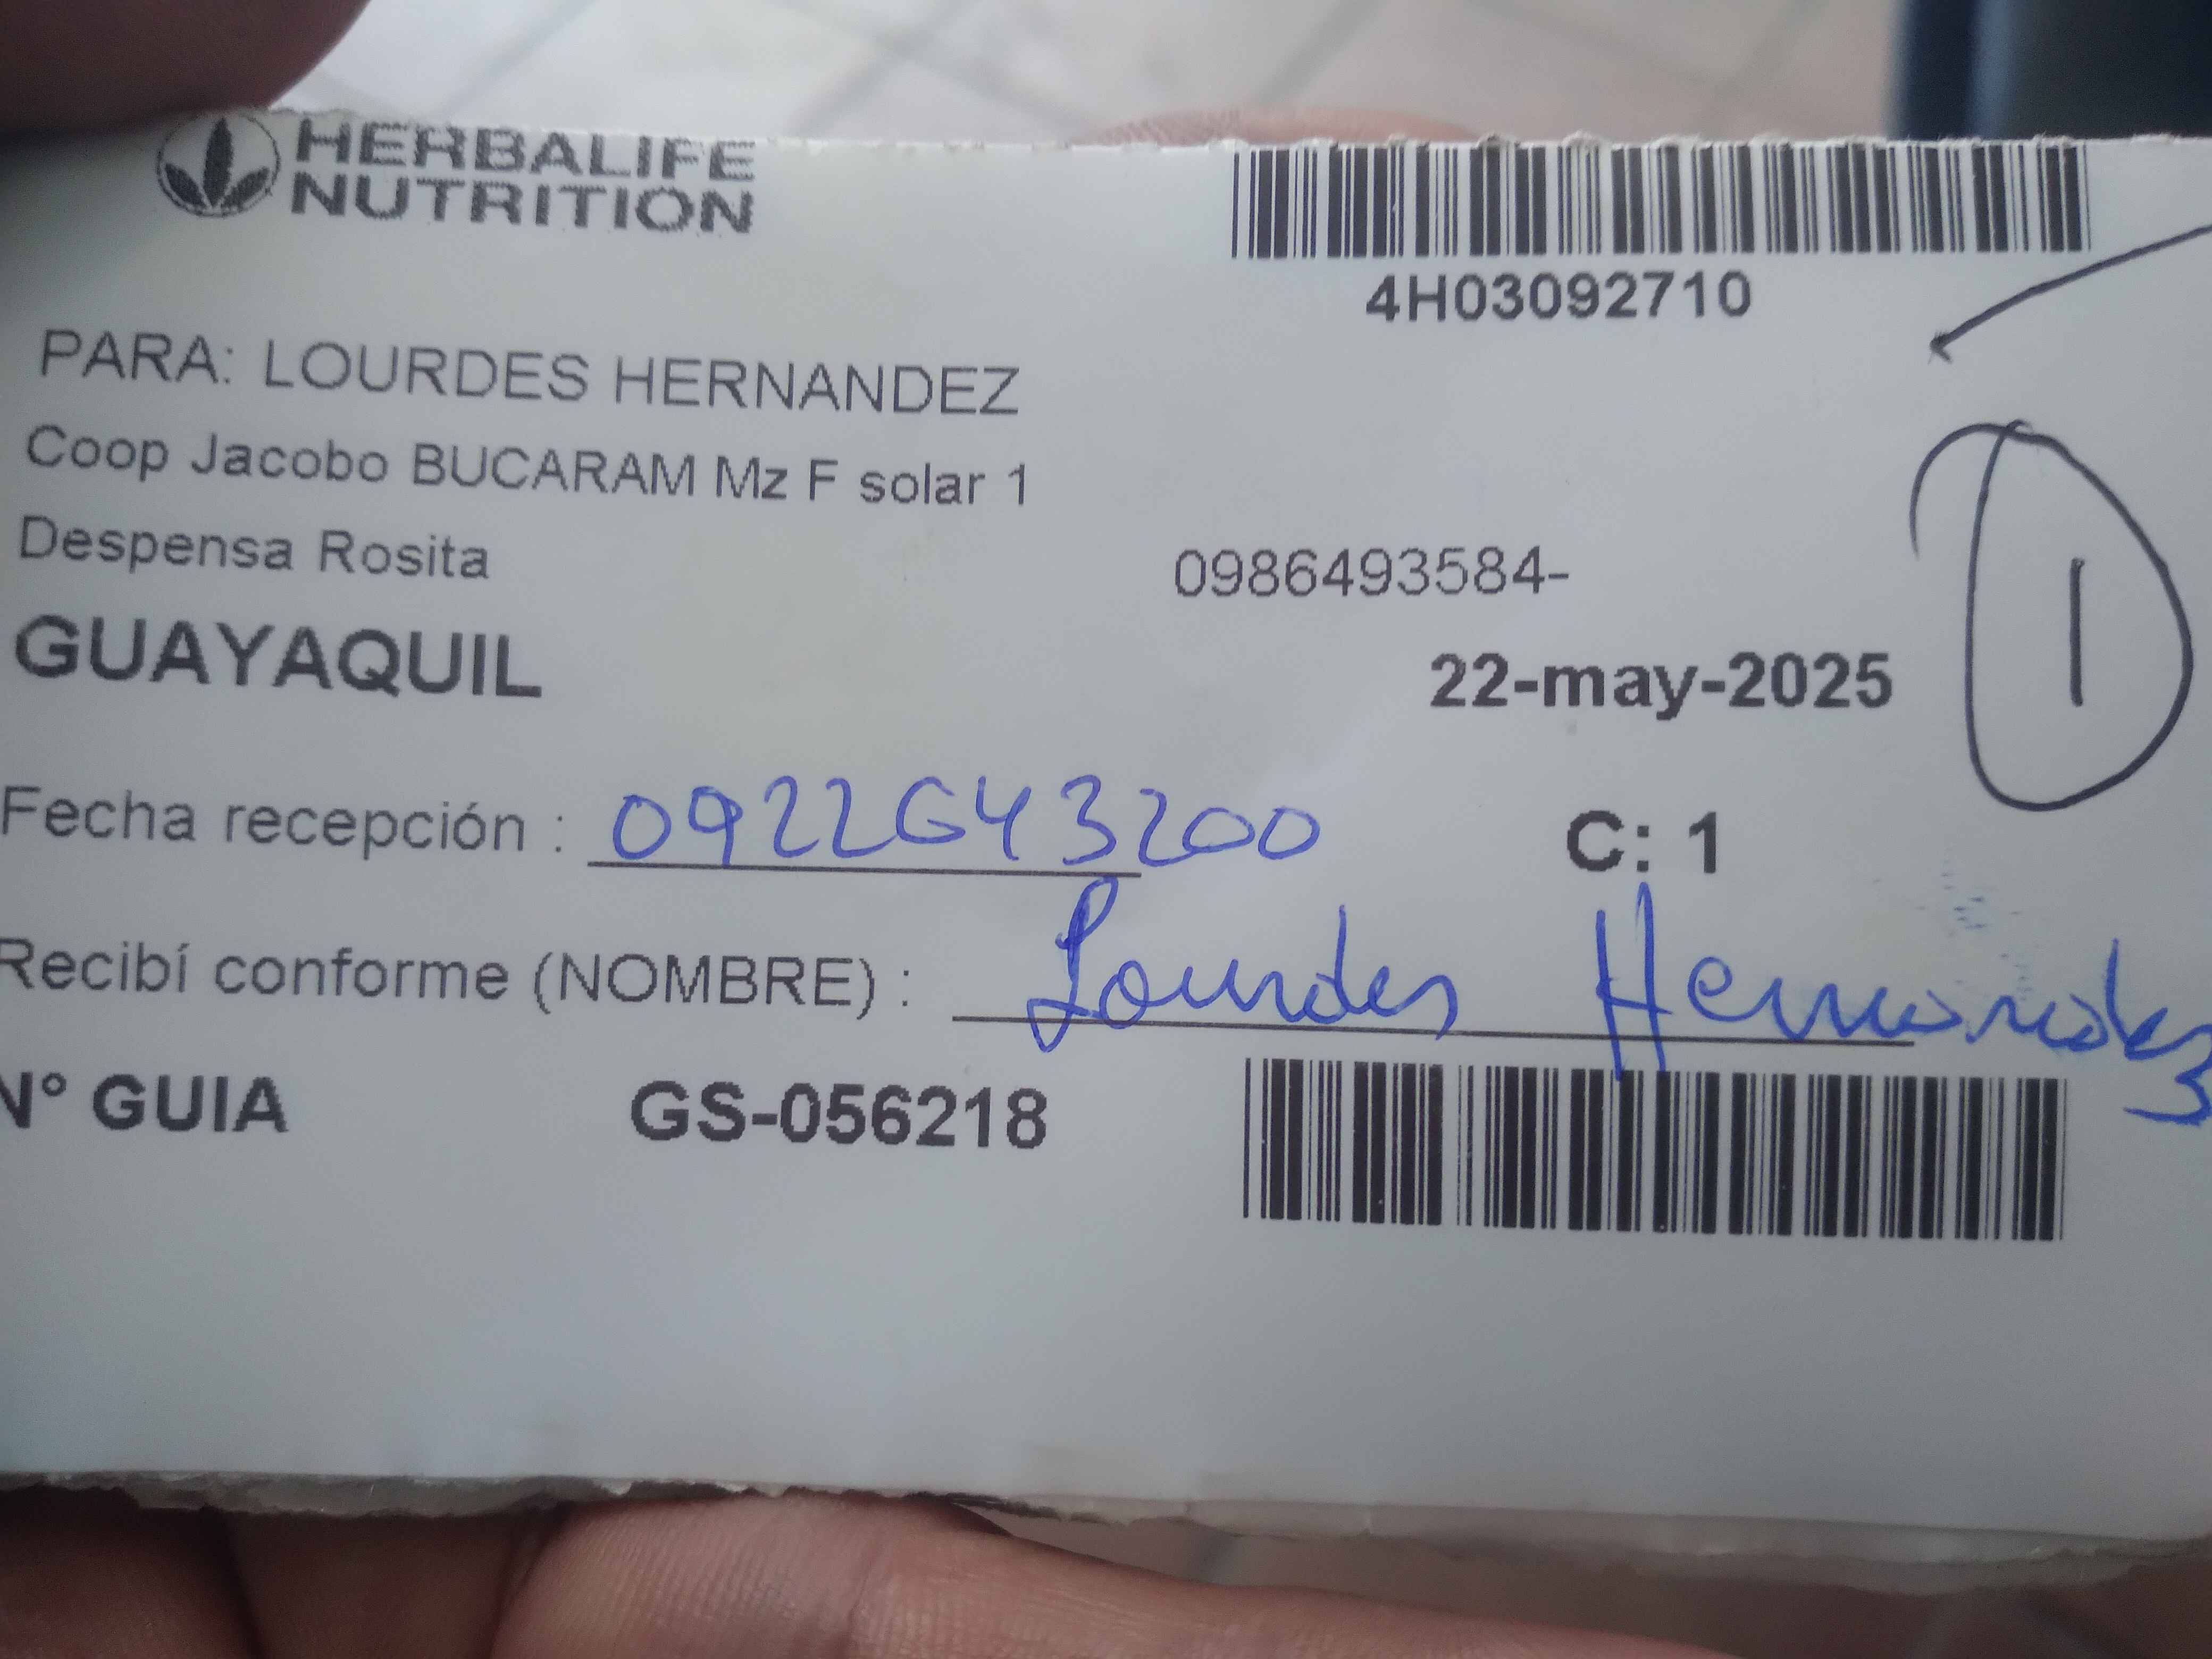 HERBALIFE
NUTRITION
4H03092710
PARA: LOURDES HERNANDEZ
Coop Jacobo BUCARAM Mz F solar 1
Despensa Rosita
0986493584-
GUAYAQUIL
22-may-2025
1
Fecha recepción : 0922643200
C: 1
Recibí conforme (NOMBRE) : Lourdes Hernandez
N° GUIA GS-056218